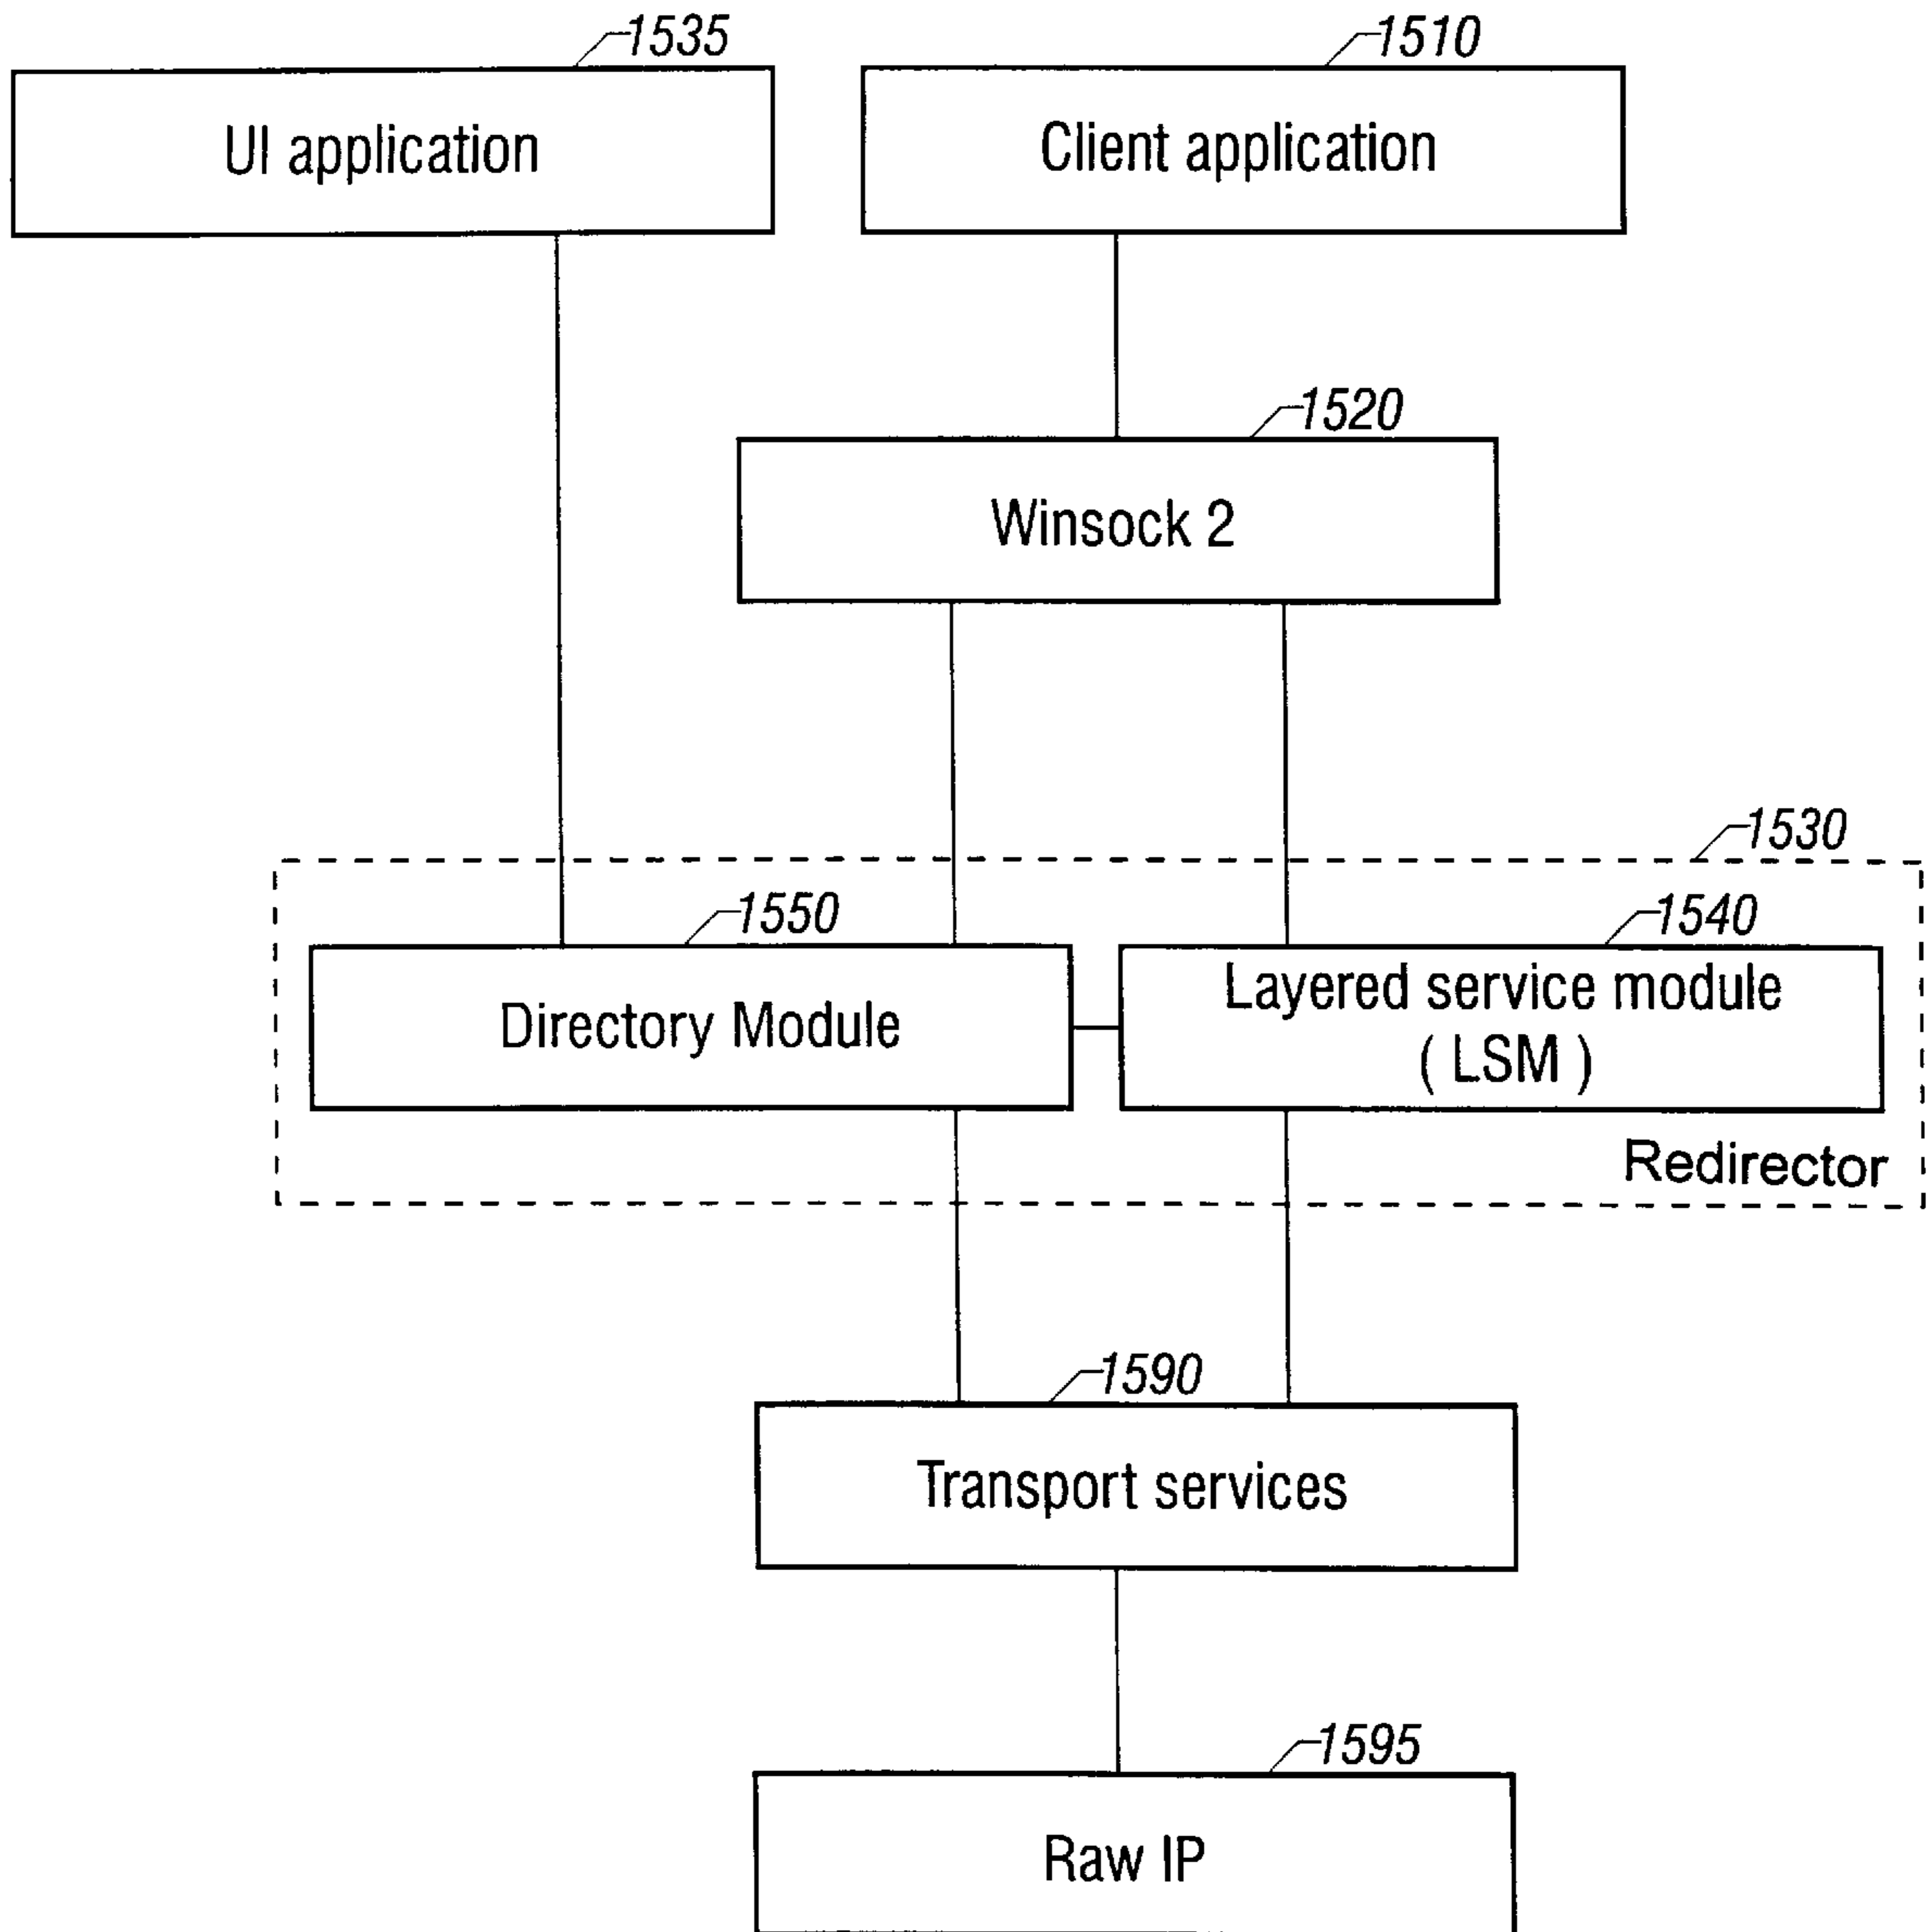 1535
1510
UI application
Client application
1520
Winsock 2
1530
1550
1540
Directory Module
Layered service module
( LSM )
Redirector
1590
Transport services
1595
Raw IP